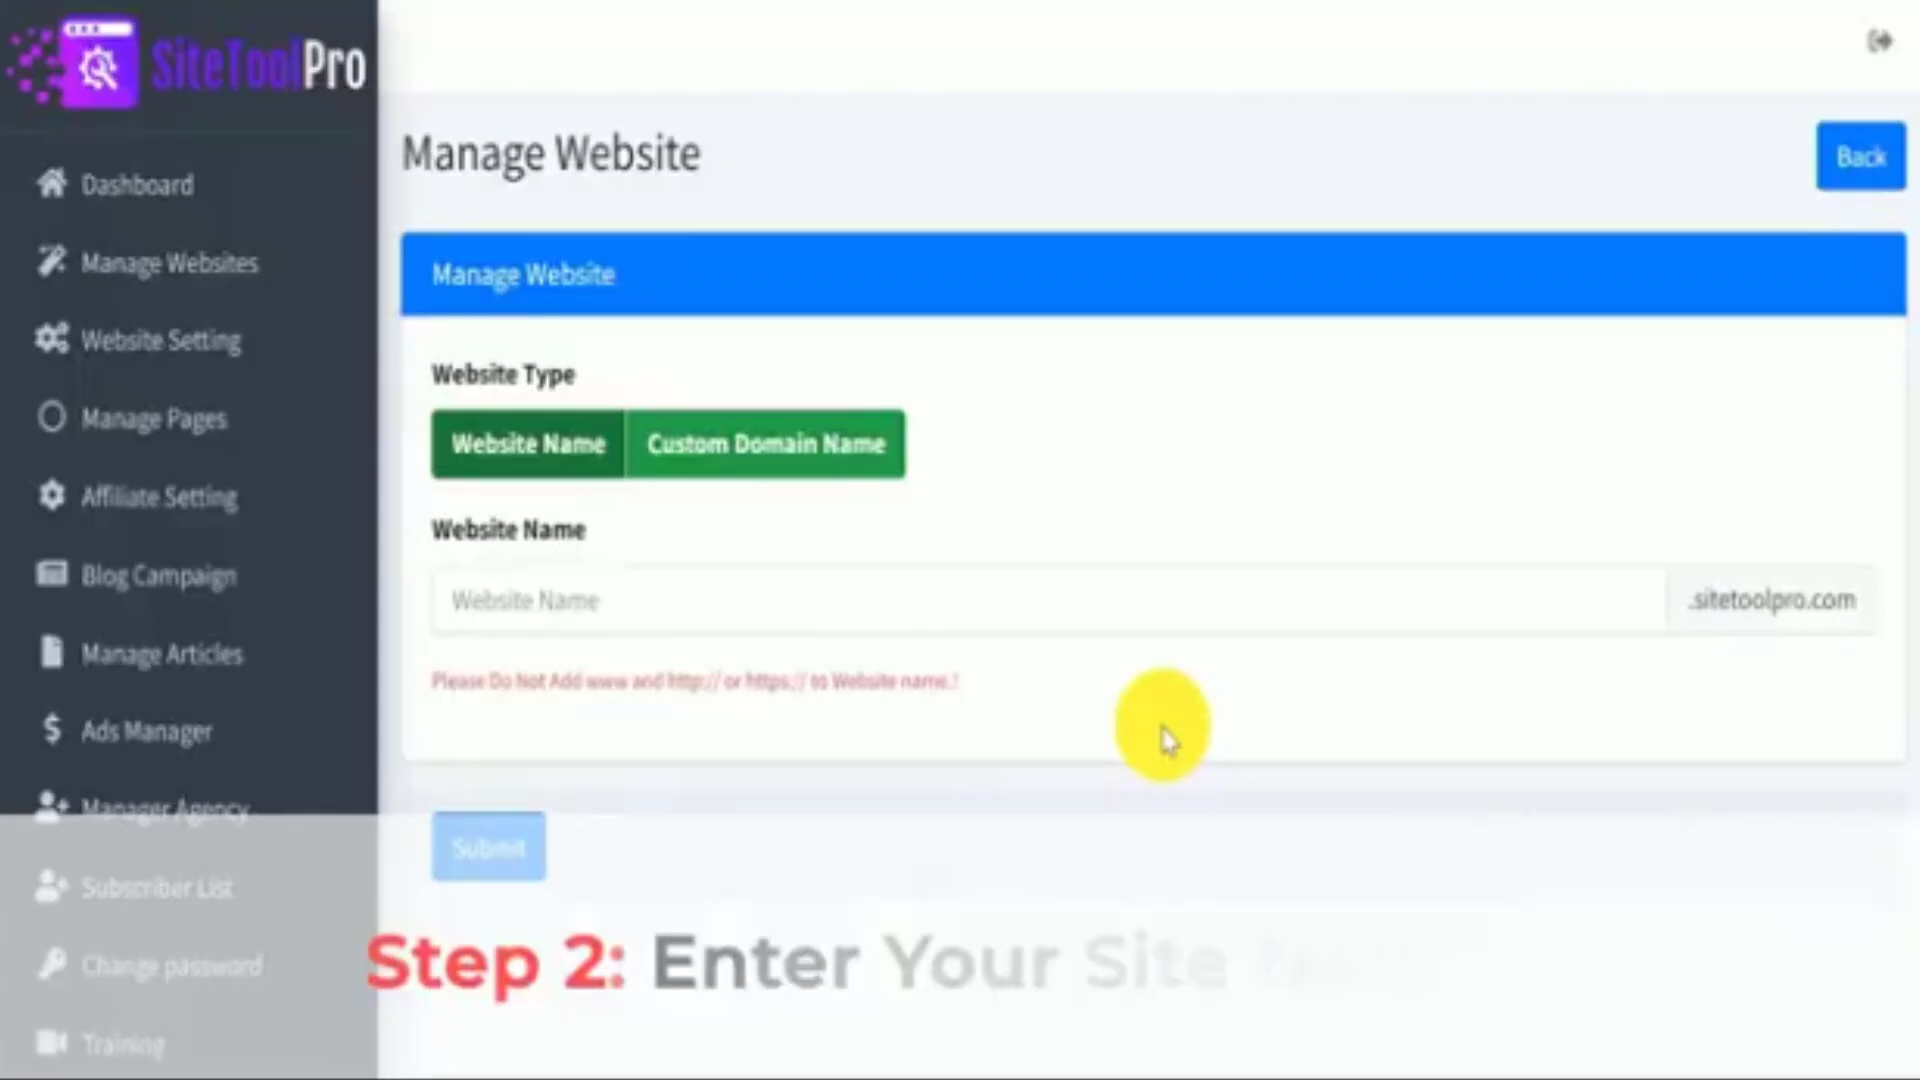 SiteToolPro
Dashboard
Manage Websites
Website Setting
Manage Pages
Affiliate Setting
Blog Campaign
Manage Articles
Ads Manager
Manager Agency
Subscriber List
Change password
Training
Manage Website
Back
Manage Website
Website Type
Website Name
Custom Domain Name
Website Name
Website Name
.sitetoolpro.com
Please Do Not Add www and http:// or https:// to Website name.!
Submit
Step 2: Enter Your Site